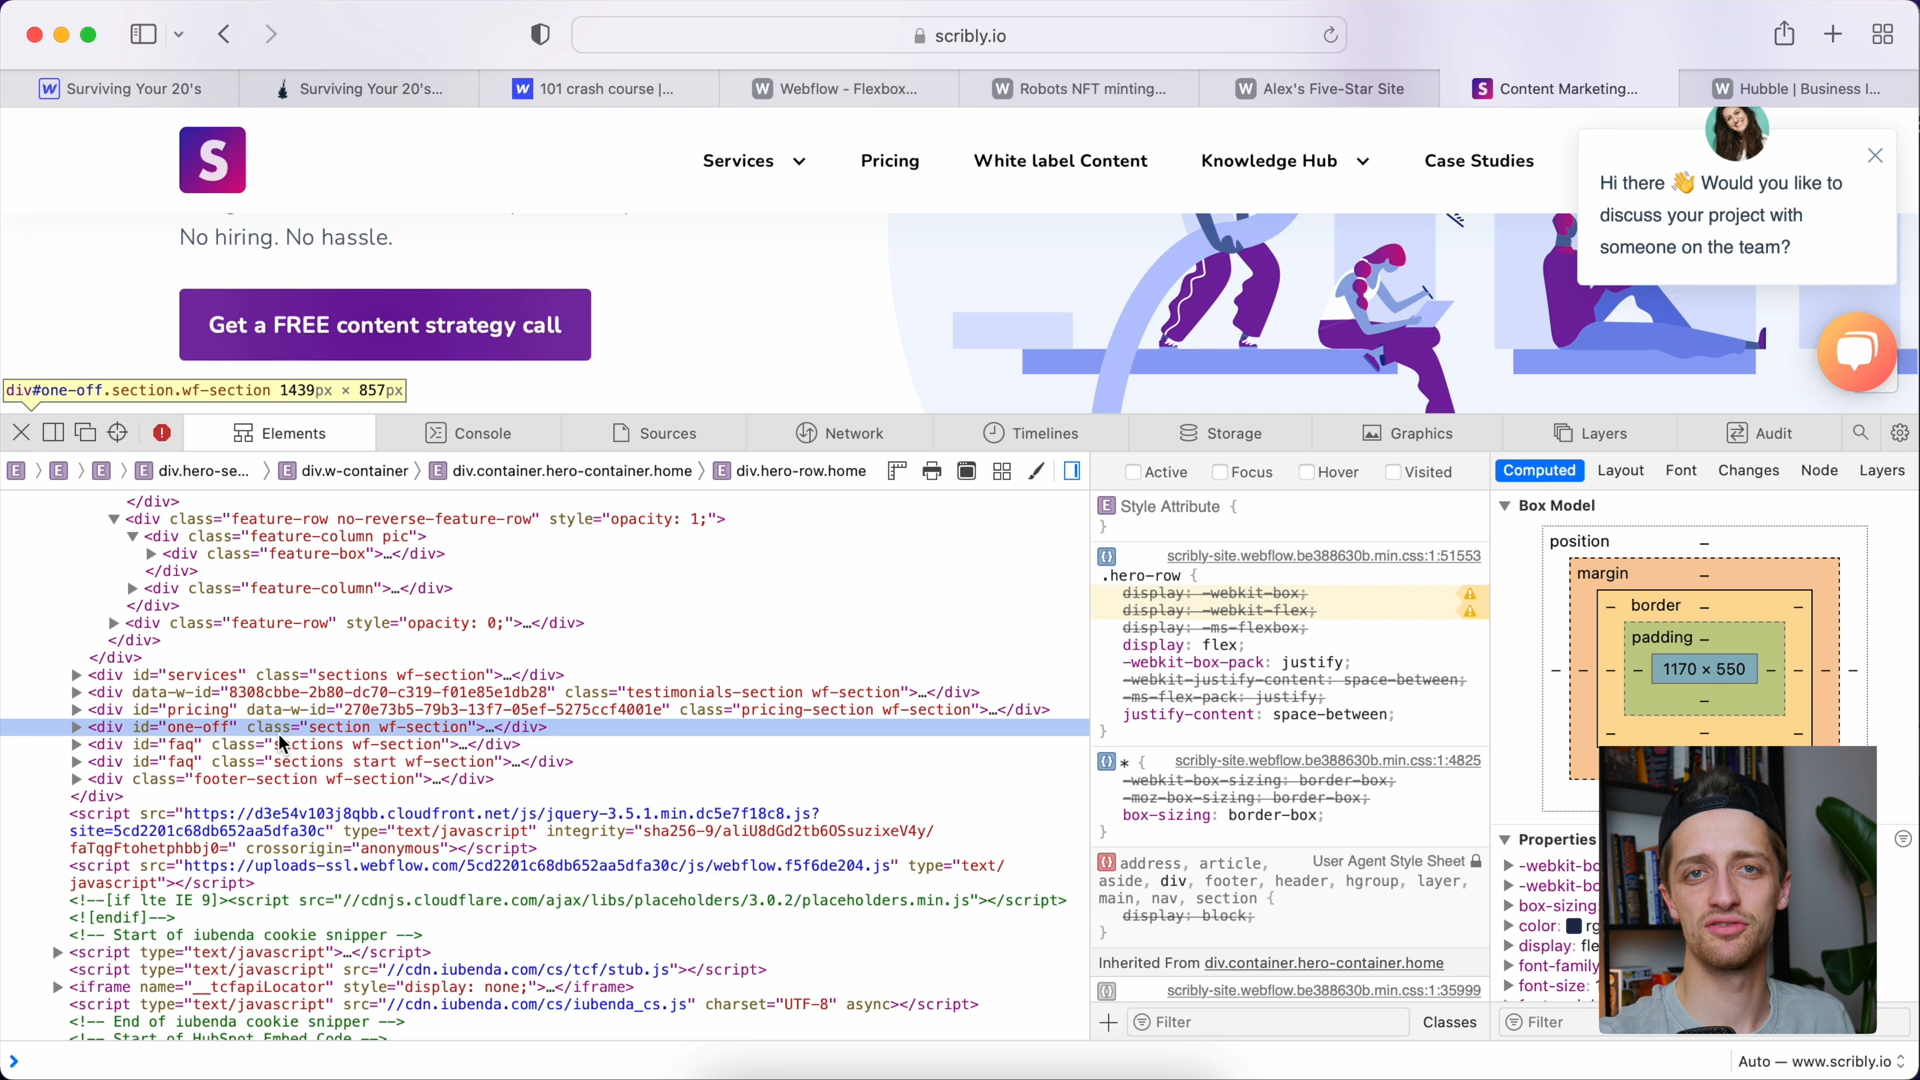 scribly.io
W Surviving Your 20's
Surviving Your 20's...
W 101 crash course |...
W Webflow - Flexbox...
W Robots NFT minting...
W Alex's Five-Star Site
S Content Marketing...
W Hubble | Business I...
S
Services
Pricing
White label Content
Knowledge Hub
Case Studies
Hi there 👋 Would you like to
discuss your project with
someone on the team?
No hiring. No hassle.
Get a FREE content strategy call
div#one-off.section.wf-section 1439px × 857px
Elements
Console
Sources
Network
Timelines
Storage
Graphics
Layers
Audit
E
E
E
E div.hero-se...
E div.w-container
E div.container.hero-container.home
E div.hero-row.home
Active
Focus
Hover
Visited
Computed
Layout
Font
Changes
Node
Layers
</div>
<div class="feature-row no-reverse-feature-row" style="opacity: 1;">
<div class="feature-column pic">
<div class="feature-box">…</div>
</div>
<div class="feature-column">…</div>
</div>
<div class="feature-row" style="opacity: 0;">…</div>
</div>
</div>
<div id="services" class="sections wf-section">…</div>
<div data-w-id="8308cbbe-2b80-dc70-c319-f01e85e1db28" class="testimonials-section wf-section">…</div>
<div id="pricing" data-w-id="270e73b5-79b3-13f7-05ef-5275ccf4001e" class="pricing-section wf-section">…</div>
<div id="one-off" class="section wf-section">…</div>
<div id="faq" class="sections wf-section">…</div>
<div id="faq" class="sections start wf-section">…</div>
<div class="footer-section wf-section">…</div>
</div>
<script src="https://d3e54v103j8qbb.cloudfront.net/js/jquery-3.5.1.min.dc5e7f18c8.js?
site=5cd2201c68db652aa5dfa30c" type="text/javascript" integrity="sha256-9/aliU8dGd2tb6OSsuzixeV4y/
faTqgFtohetphbbj0=" crossorigin="anonymous"></script>
<script src="https://uploads-ssl.webflow.com/5cd2201c68db652aa5dfa30c/js/webflow.f5f6de204.js" type="text/
javascript"></script>
<!--[if lte IE 9]><script src="//cdnjs.cloudflare.com/ajax/libs/placeholders/3.0.2/placeholders.min.js"></script>
<![endif]-->
<!-- Start of iubenda cookie snipper -->
<script type="text/javascript">…</script>
<script type="text/javascript" src="//cdn.iubenda.com/cs/tcf/stub.js"></script>
<iframe name="__tcfapiLocator" style="display: none;">…</iframe>
<script type="text/javascript" src="//cdn.iubenda.com/cs/iubenda_cs.js" charset="UTF-8" async></script>
<!-- End of iubenda cookie snipper -->
<!-- Start of HubSpot Embed Code -->
E Style Attribute {
}
scribly-site.webflow.be388630b.min.css:1:51553
.hero-row {
display: -webkit-box;
display: -webkit-flex;
display: -ms-flexbox;
display: flex;
-webkit-box-pack: justify;
-webkit-justify-content: space-between;
-ms-flex-pack: justify;
justify-content: space-between;
}
* { scribly-site.webflow.be388630b.min.css:1:4825
-webkit-box-sizing: border-box;
-moz-box-sizing: border-box;
box-sizing: border-box;
}
address, article, User Agent Style Sheet
aside, div, footer, header, hgroup, layer,
main, nav, section {
display: block;
}
Inherited From div.container.hero-container.home
scribly-site.webflow.be388630b.min.css:1:35999
Filter
Classes
Box Model
position –
margin –
– border – –
padding –
– – – 1170 × 550 – – –
–
–
Properties
-webkit-bo
-webkit-bo
box-sizing:
color: rg
display: fle
font-family
font-size: 1
Filter
Auto — www.scribly.io